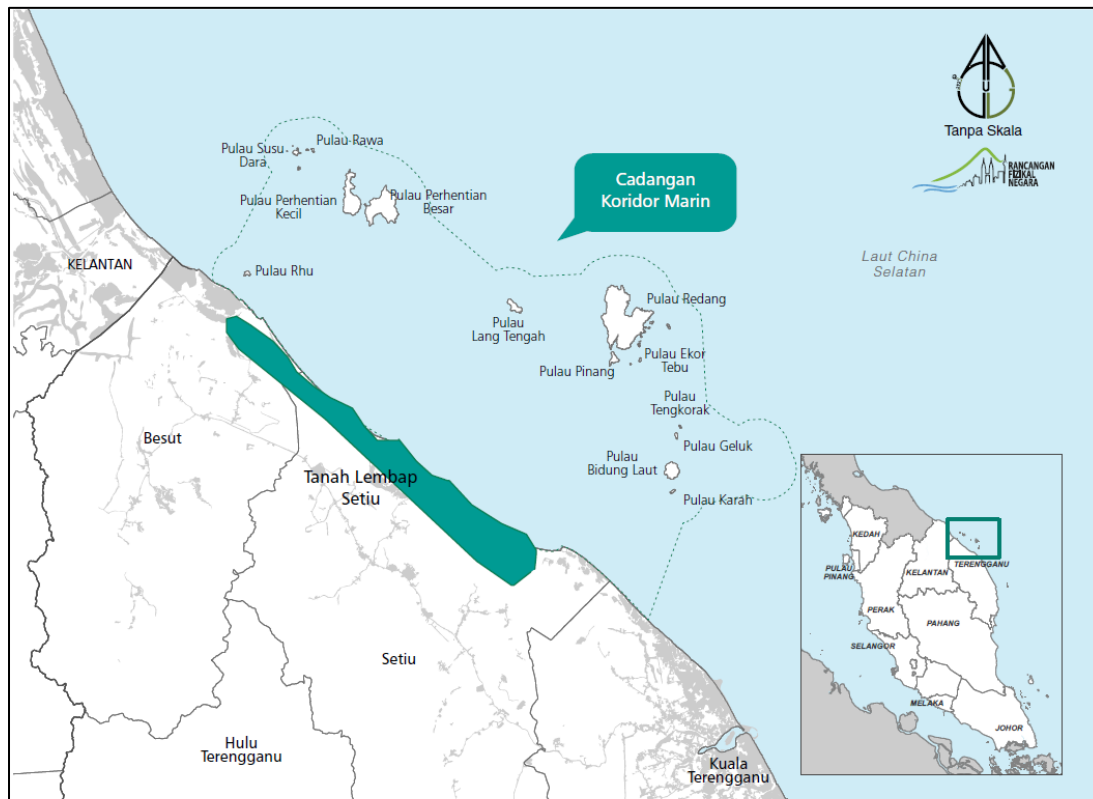 Tanpa Skala
RANCANGAN
FIZIKAL
NEGARA
Pulau Susu
Dara
Pulau Rawa
Pulau Perhentian
Kecil
Pulau Perhentian
Besar
Cadangan
Koridor Marin
Laut China
Selatan
KELANTAN
Pulau Rhu
Pulau
Lang Tengah
Pulau Redang
Pulau Pinang
Pulau Ekor
Tebu
Pulau
Tengkorak
Pulau Geluk
Pulau
Bidung Laut
Pulau Karah
Besut
Tanah Lembap
Setiu
Setiu
Hulu
Terengganu
Kuala
Terengganu
KEDAH
PULAU
PINANG
KELANTAN
TERENGGANU
PERAK
PAHANG
SELANGOR
MELAKA
JOHOR